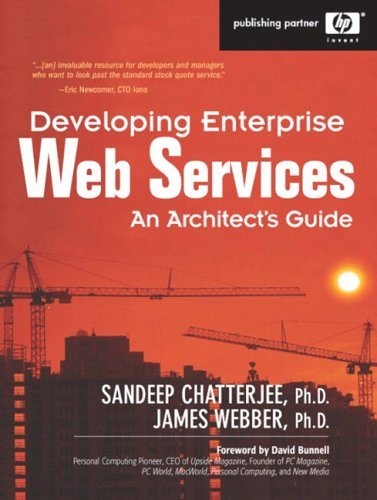 publishing partner
hp
invent
"...[an] invaluable resource for developers and managers
who want to look past the standard stock quote service."
—Eric Newcomer, CTO Iona
Developing Enterprise
Web Services
An Architect's Guide
SANDEEP CHATTERJEE, Ph.D.
JAMES WEBBER, Ph.D.
Foreword by David Bunnell
Personal Computing Pioneer, CEO of Upside Magazine, Founder of PC Magazine,
PC World, MacWorld, Personal Computing, and New Media